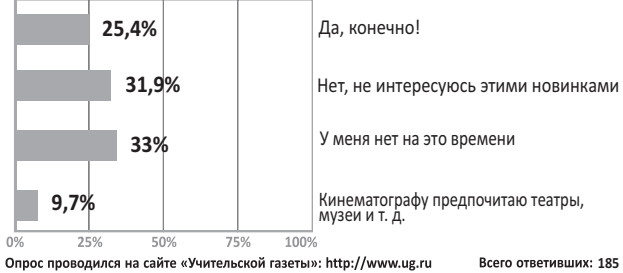 25,4% Да, конечно!
31,9% Нет, не интересуюсь этими новинками
33% У меня нет на это времени
9,7% Кинематографу предпочитаю театры,
музеи и т. д.
0% 25% 50% 75% 100%
Опрос проводился на сайте «Учительской газеты»: http://www.ug.ru Всего ответивших: 185